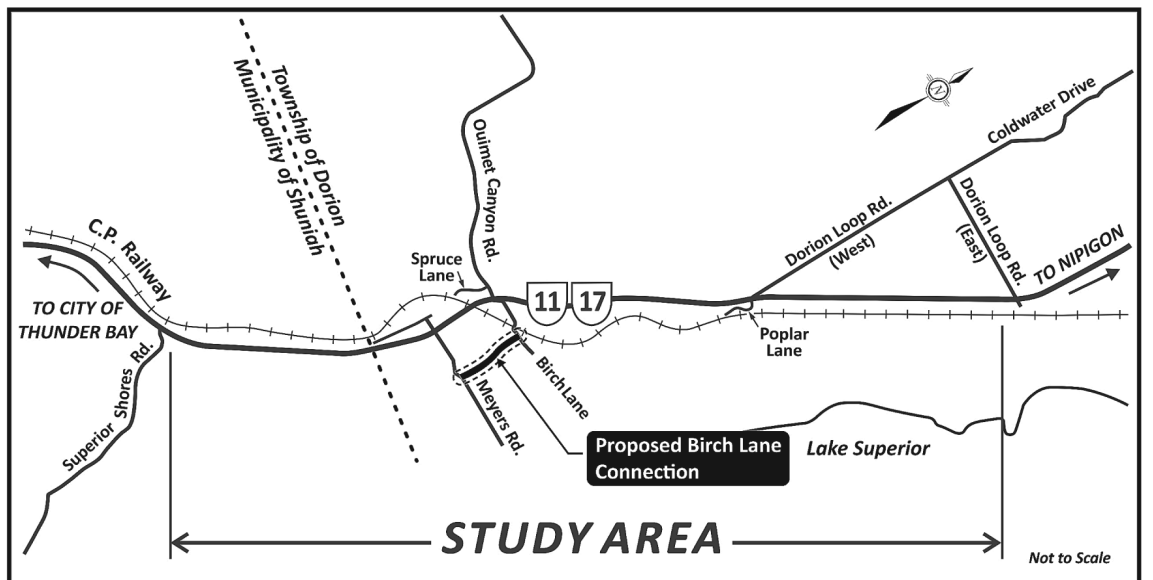 Township of Dorion
Municipality of Shuniah
Ouimet Canyon Rd.
N
Coldwater Drive
Dorion Loop Rd.
(West)
Dorion Loop Rd.
(East)
C.P. Railway
Spruce
Lane
TO NIPIGON
11 17
TO CITY OF
THUNDER BAY
Poplar
Lane
Superior Shores Rd.
Birch Lane
Meyers Rd.
Proposed Birch Lane
Connection
Lake Superior
STUDY AREA
Not to Scale